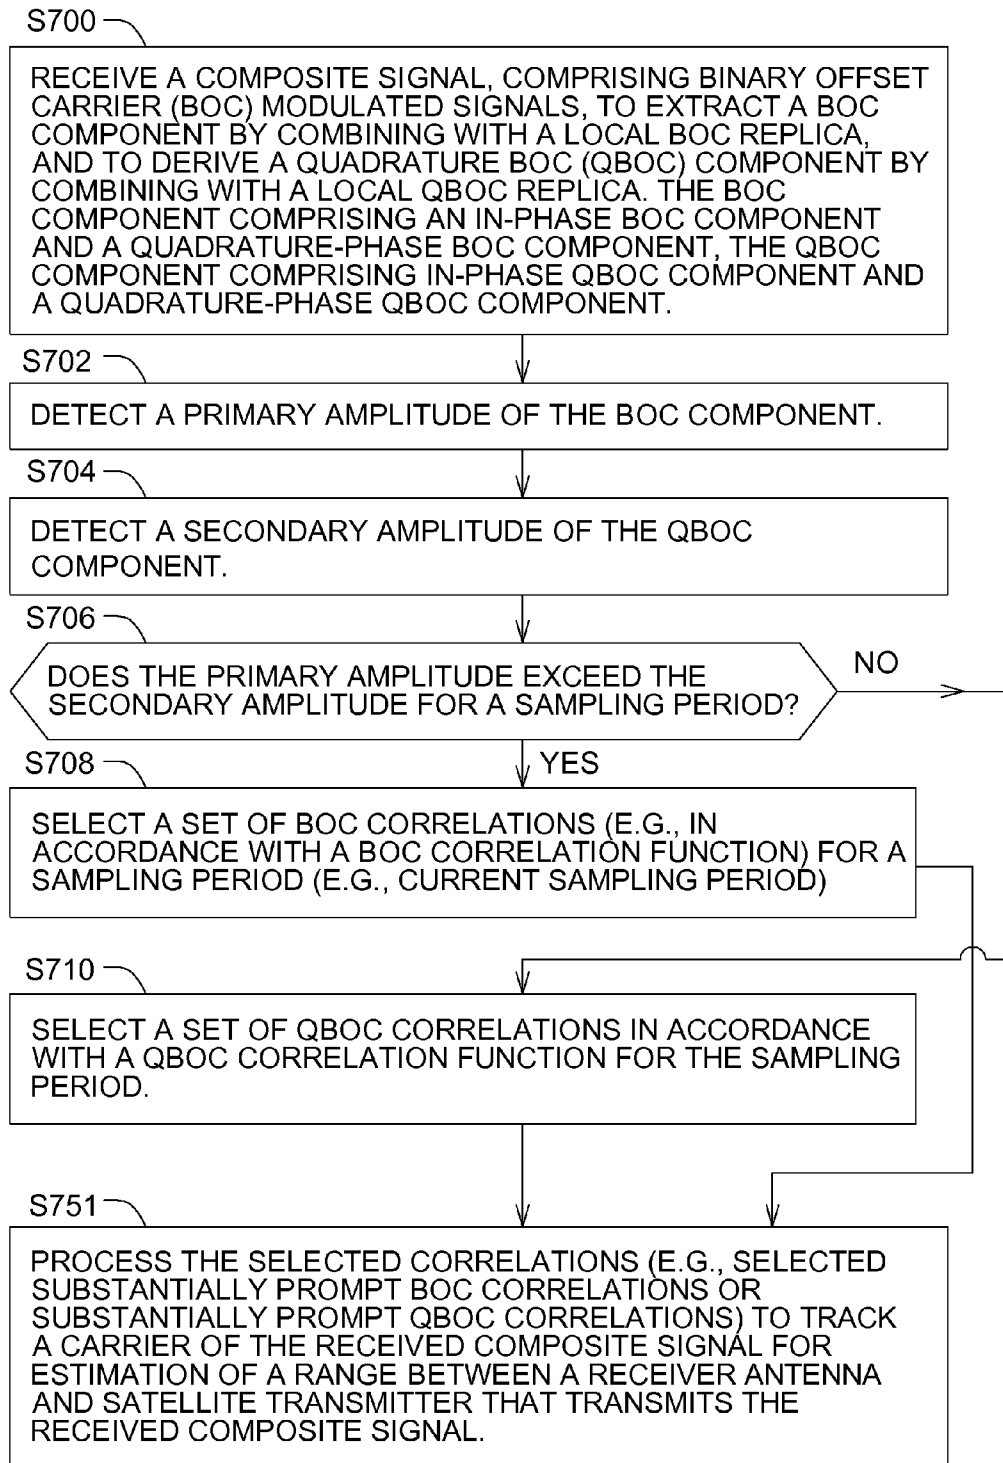 S700
RECEIVE A COMPOSITE SIGNAL, COMPRISING BINARY OFFSET
CARRIER (BOC) MODULATED SIGNALS, TO EXTRACT A BOC
COMPONENT BY COMBINING WITH A LOCAL BOC REPLICA,
AND TO DERIVE A QUADRATURE BOC (QBOC) COMPONENT BY
COMBINING WITH A LOCAL QBOC REPLICA. THE BOC
COMPONENT COMPRISING AN IN-PHASE BOC COMPONENT
AND A QUADRATURE-PHASE BOC COMPONENT, THE QBOC
COMPONENT COMPRISING IN-PHASE QBOC COMPONENT AND
A QUADRATURE-PHASE QBOC COMPONENT.
S702
DETECT A PRIMARY AMPLITUDE OF THE BOC COMPONENT.
S704
DETECT A SECONDARY AMPLITUDE OF THE QBOC
COMPONENT.
S706
DOES THE PRIMARY AMPLITUDE EXCEED THE
SECONDARY AMPLITUDE FOR A SAMPLING PERIOD?
NO
YES
S708
SELECT A SET OF BOC CORRELATIONS (E.G., IN
ACCORDANCE WITH A BOC CORRELATION FUNCTION) FOR A
SAMPLING PERIOD (E.G., CURRENT SAMPLING PERIOD)
S710
SELECT A SET OF QBOC CORRELATIONS IN ACCORDANCE
WITH A QBOC CORRELATION FUNCTION FOR THE SAMPLING
PERIOD.
S751
PROCESS THE SELECTED CORRELATIONS (E.G., SELECTED
SUBSTANTIALLY PROMPT BOC CORRELATIONS OR
SUBSTANTIALLY PROMPT QBOC CORRELATIONS) TO TRACK
A CARRIER OF THE RECEIVED COMPOSITE SIGNAL FOR
ESTIMATION OF A RANGE BETWEEN A RECEIVER ANTENNA
AND SATELLITE TRANSMITTER THAT TRANSMITS THE
RECEIVED COMPOSITE SIGNAL.